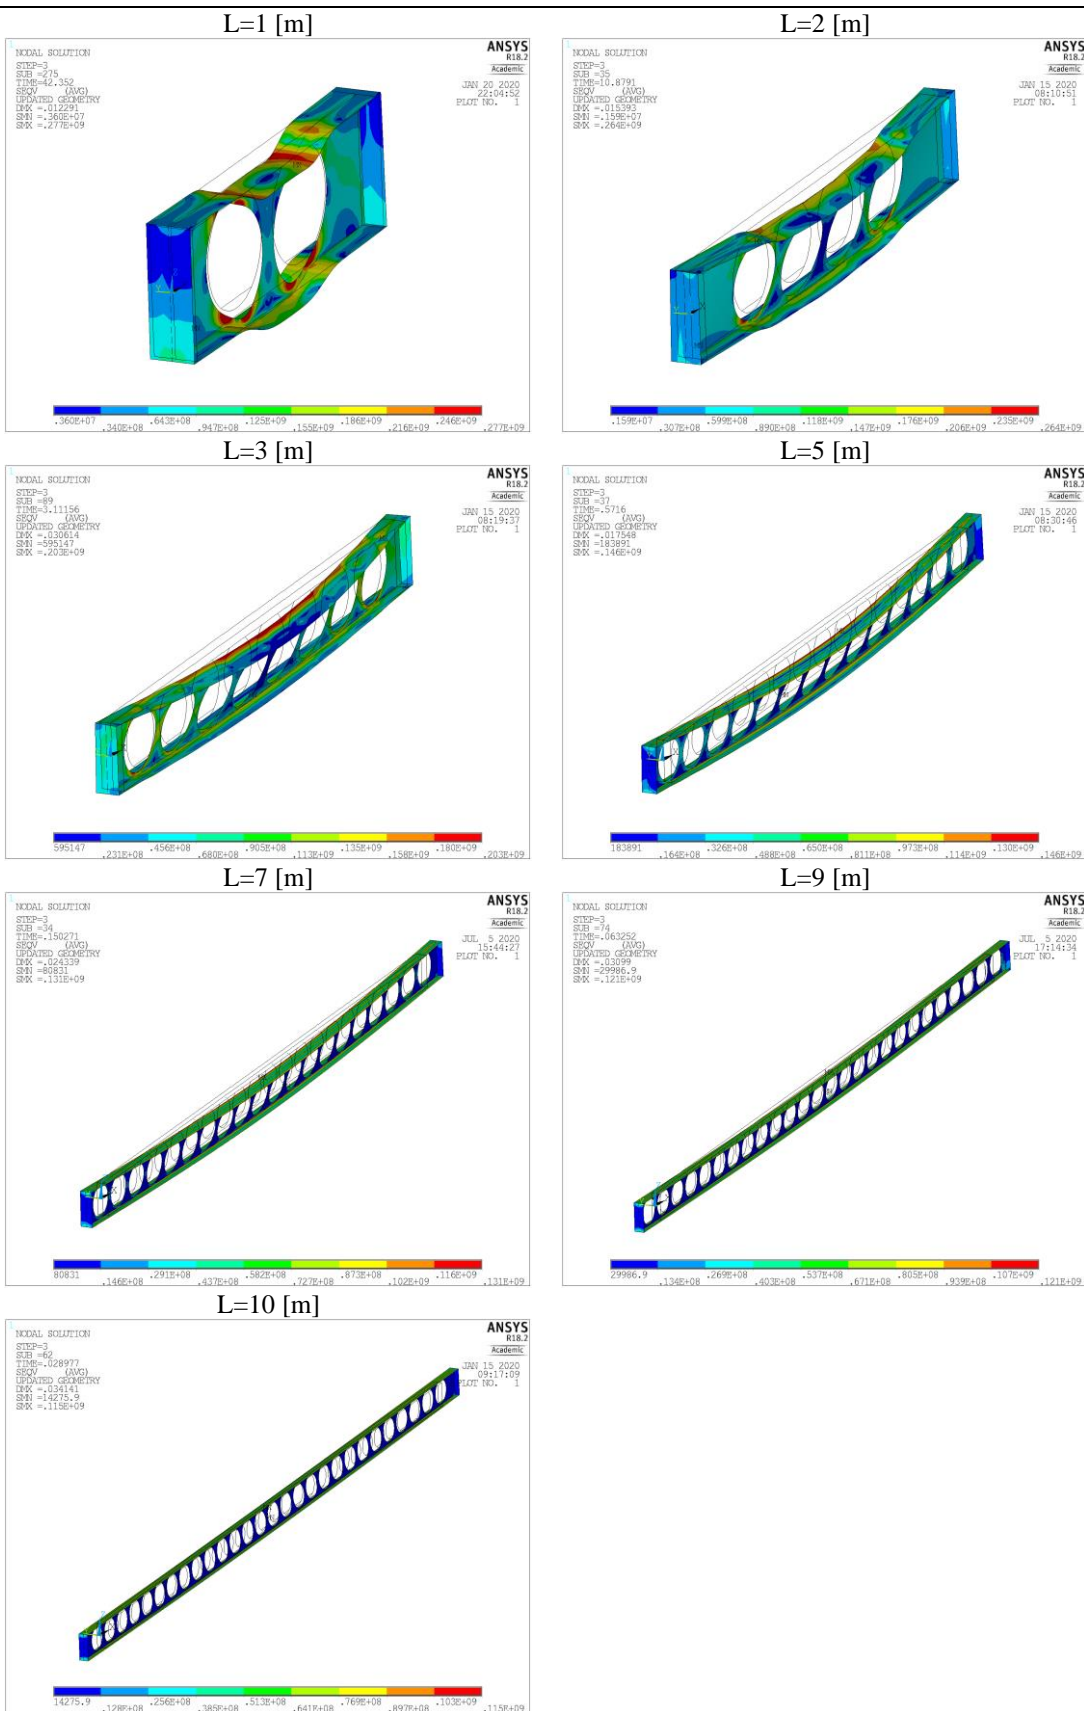 L=1 [m]
1
NODAL SOLUTION
STEP=3
SUB =275
TIME=42.352
SEQV (AVG)
UPDATED GEOMETRY
DMX =.012291
SMN =.360E+07
SMX =.277E+09
ANSYS
R18.2
Academic
JAN 20 2020
22:04:52
PLOT NO. 1
.360E+07 .643E+08 .125E+09 .186E+09 .246E+09
.340E+08 .947E+08 .155E+09 .216E+09 .277E+09
L=2 [m]
1
NODAL SOLUTION
STEP=3
SUB =35
TIME=10.8791
SEQV (AVG)
UPDATED GEOMETRY
DMX =.015393
SMN =.159E+07
SMX =.264E+09
ANSYS
R18.2
Academic
JAN 15 2020
08:10:51
PLOT NO. 1
.159E+07 .599E+08 .118E+09 .176E+09 .235E+09
.307E+08 .890E+08 .147E+09 .206E+09 .264E+09
L=3 [m]
1
NODAL SOLUTION
STEP=3
SUB =89
TIME=3.11156
SEQV (AVG)
UPDATED GEOMETRY
DMX =.030614
SMN =595147
SMX =.203E+09
ANSYS
R18.2
Academic
JAN 15 2020
08:19:37
PLOT NO. 1
595147 .456E+08 .905E+08 .135E+09 .180E+09
.231E+08 .680E+08 .113E+09 .158E+09 .203E+09
L=5 [m]
1
NODAL SOLUTION
STEP=3
SUB =37
TIME=.5716
SEQV (AVG)
UPDATED GEOMETRY
DMX =.017548
SMN =183891
SMX =.146E+09
ANSYS
R18.2
Academic
JAN 15 2020
08:30:46
PLOT NO. 1
183891 .326E+08 .650E+08 .973E+08 .130E+09
.164E+08 .488E+08 .811E+08 .114E+09 .146E+09
L=7 [m]
1
NODAL SOLUTION
STEP=3
SUB =34
TIME=.150271
SEQV (AVG)
UPDATED GEOMETRY
DMX =.024339
SMN =80831
SMX =.131E+09
ANSYS
R18.2
Academic
JUL 5 2020
15:44:27
PLOT NO. 1
80831 .291E+08 .582E+08 .873E+08 .116E+09
.146E+08 .437E+08 .727E+08 .102E+09 .131E+09
L=9 [m]
1
NODAL SOLUTION
STEP=3
SUB =74
TIME=.063252
SEQV (AVG)
UPDATED GEOMETRY
DMX =.03099
SMN =29986.9
SMX =.121E+09
ANSYS
R18.2
Academic
JUL 5 2020
17:14:34
PLOT NO. 1
29986.9 .269E+08 .537E+08 .805E+08 .107E+09
.134E+08 .403E+08 .671E+08 .939E+08 .121E+09
L=10 [m]
1
NODAL SOLUTION
STEP=3
SUB =62
TIME=.028977
SEQV (AVG)
UPDATED GEOMETRY
DMX =.034141
SMN =14275.9
SMX =.115E+09
ANSYS
R18.2
Academic
JAN 15 2020
09:17:09
PLOT NO. 1
14275.9 .256E+08 .513E+08 .769E+08 .103E+09
.128E+08 .385E+08 .641E+08 .897E+08 .115E+09